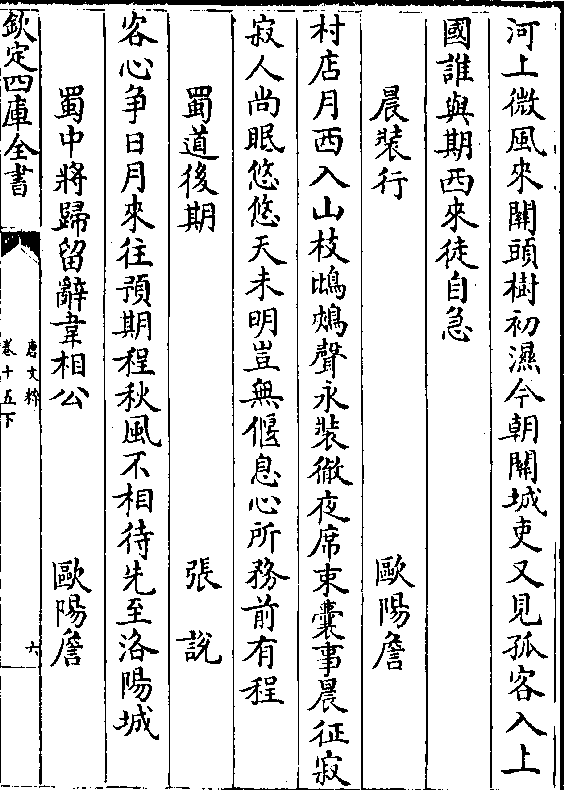 河上微風來關頭樹初濕今朝關城吏又見孤客入上
國誰與期西來徒自急
晨裝行　歐陽詹
村店月西入山枝鴡鴂聲永裝徹夜席束囊事晨征寂
寂人尚眠悠悠天未明豈無偃息心所務前有程
蜀道後期　張說
客心争日月來往預期程秋風不相待先至洛陽城
蜀中將歸留辭韋相公　歐陽詹
欽定四庫全書
唐文粹
卷十五下
六